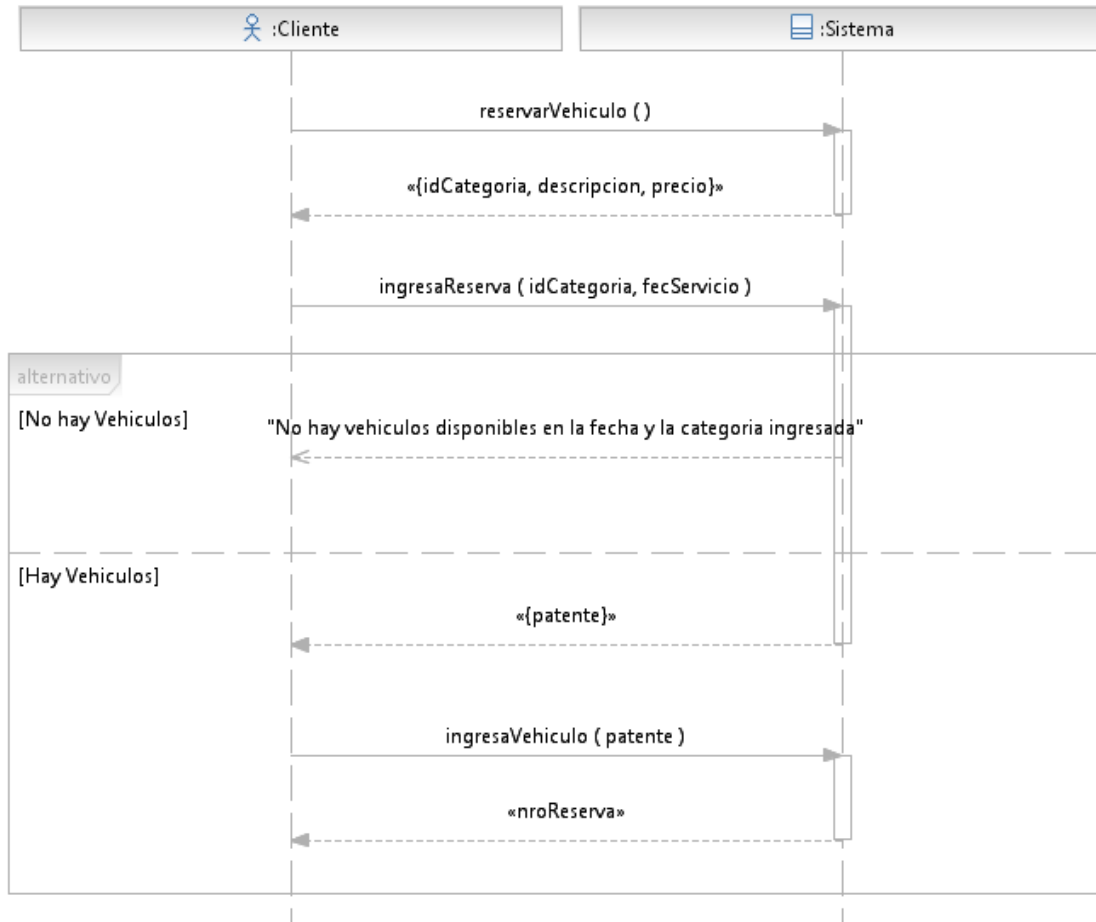 :Cliente
:Sistema
reservarVehiculo ( )
«{idCategoria, descripcion, precio}»
ingresaReserva ( idCategoria, fecServicio )
alternativo
[No hay Vehiculos]
"No hay vehiculos disponibles en la fecha y la categoria ingresada"
[Hay Vehiculos]
«{patente}»
ingresaVehiculo ( patente )
«nroReserva»